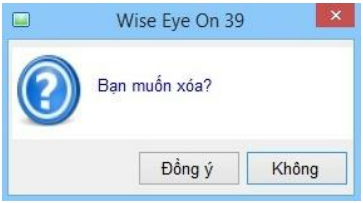 Wise Eye On 39
Bạn muốn xóa?
Đồng ý
Không